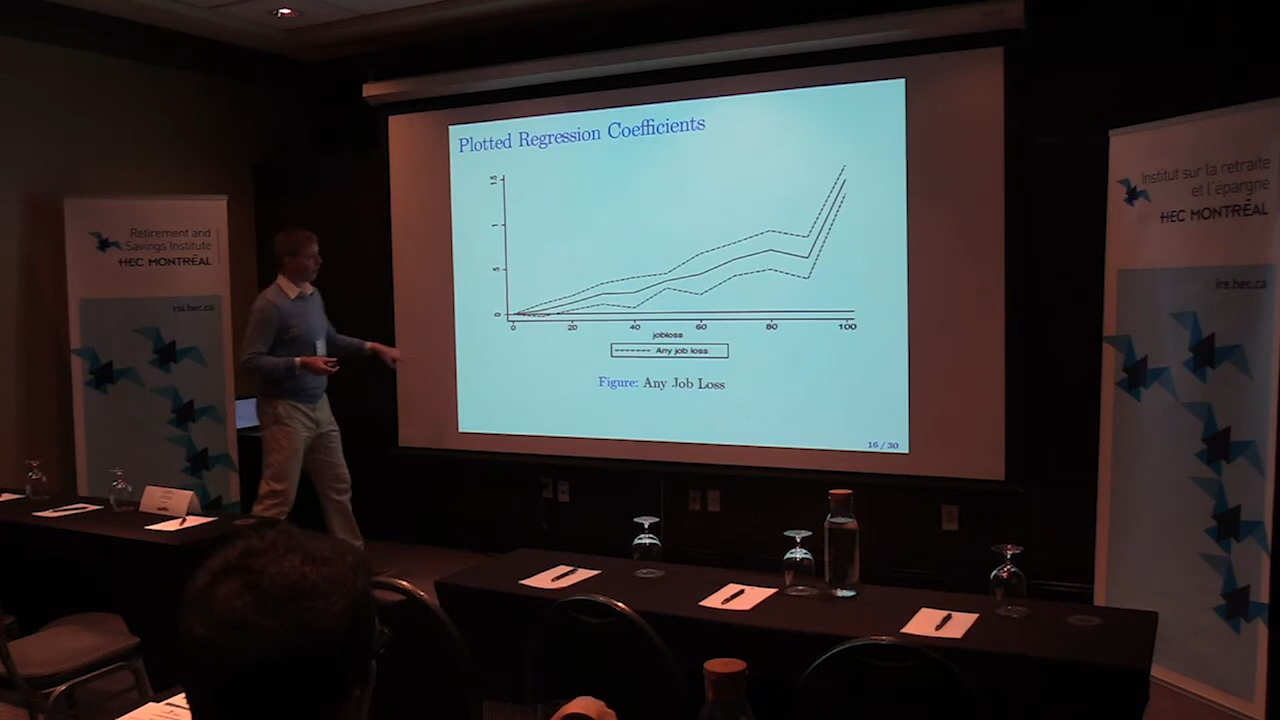 Plotted Regression Coefficients
1.5
1
.5
0
0 20 40 60 80 100
jobloss
Any job loss
Figure: Any Job Loss
16 / 30
Retirement and
Savings Institute
HEC MONTRÉAL
rsi.hec.ca
Institut sur la retraite
et l'épargne
HEC MONTRÉAL
ire.hec.ca